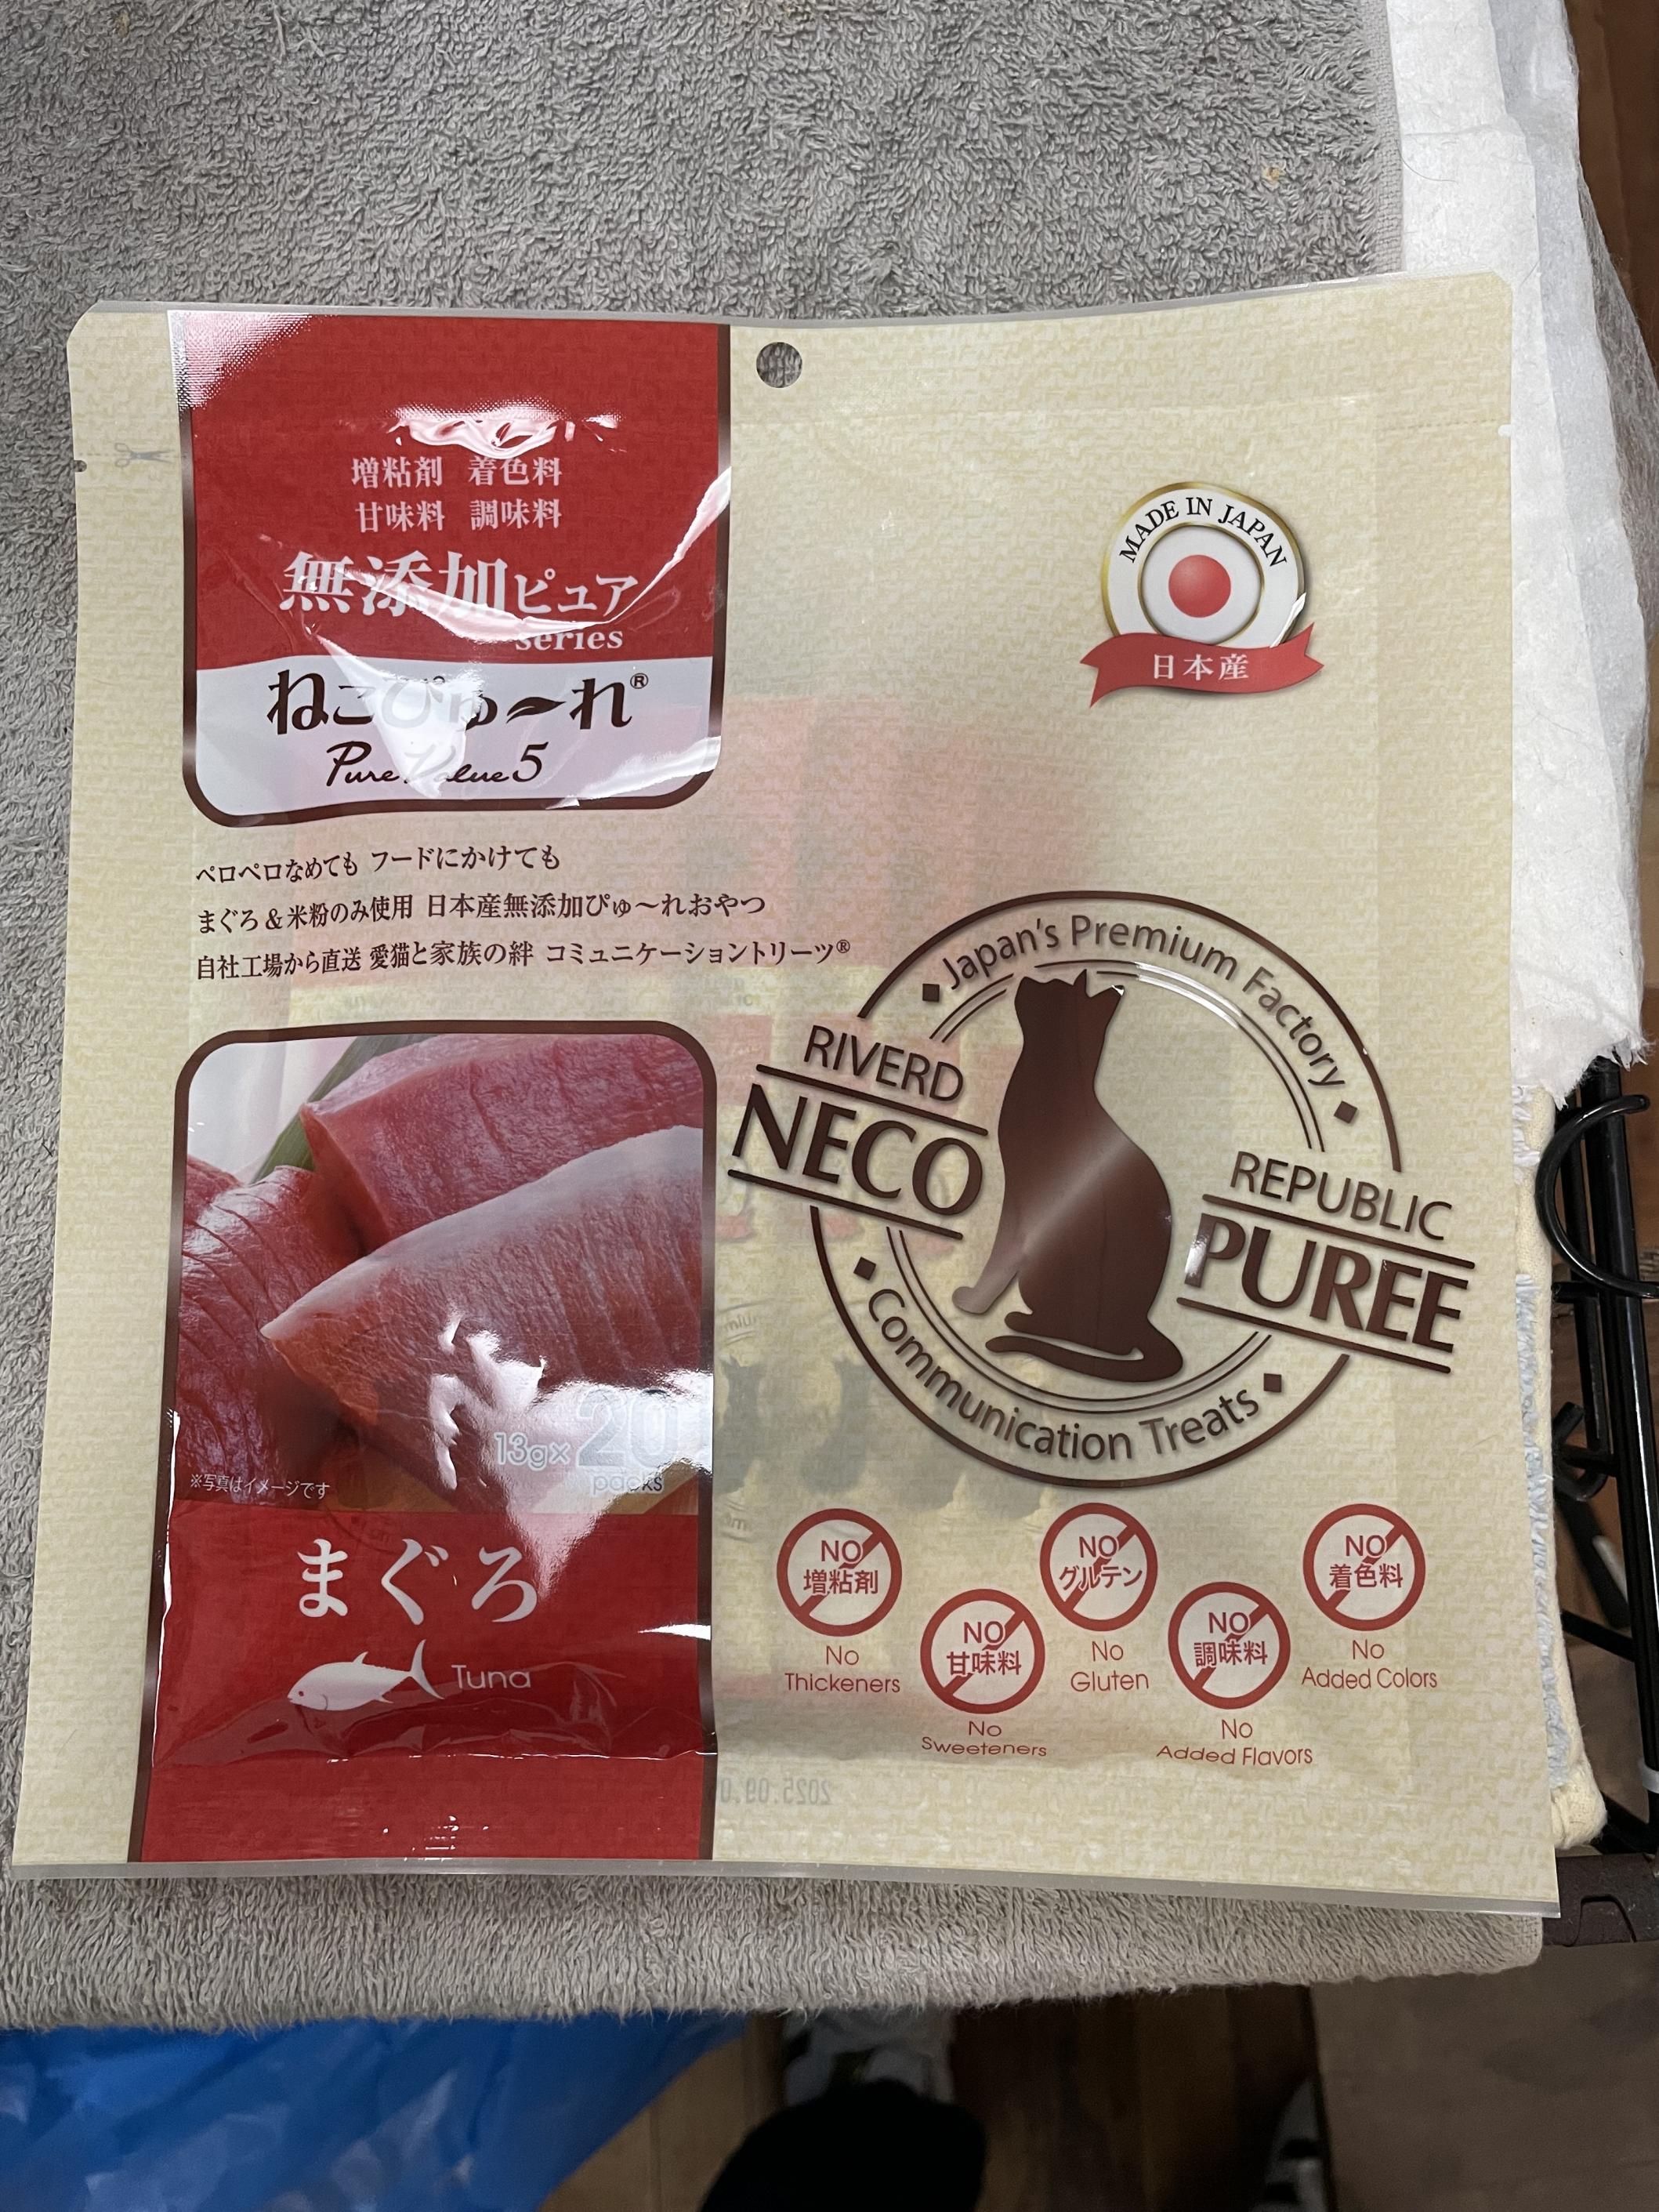 増粘剤 着色料
甘味料 調味料
無添加ピュア
series
ねこぴゅ〜れ®
PureValue5
MADE IN JAPAN
日本産
ペロペロなめても フードにかけても
まぐろ&米粉のみ使用 日本産無添加ぴゅ〜れおやつ
自社工場から直送 愛猫と家族の絆 コミュニケーショントリーツ®
Japan's Premium Factory
RIVERD
REPUBLIC
NECO
PUREE
Communication Treats
13g×20
packs
※写真はイメージです
まぐろ
Tuna
NO
増粘剤
No
Thickeners
NO
甘味料
No
Sweeteners
NO
グルテン
No
Gluten
NO
調味料
No
Added Flavors
NO
着色料
No
Added Colors